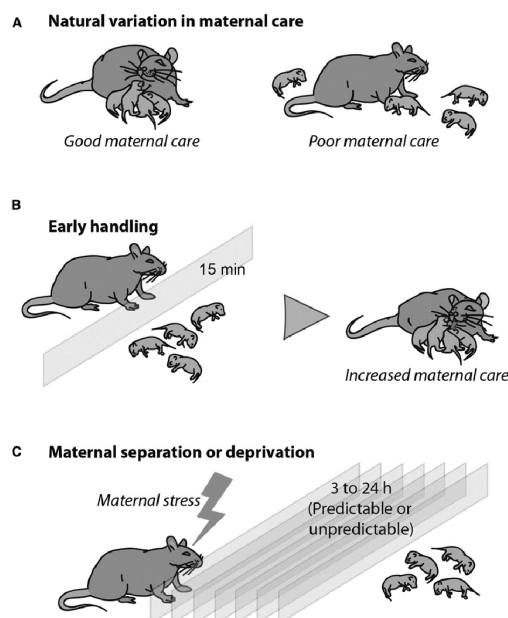 A Natural variation in maternal care
Good maternal care
Poor maternal care
B
Early handling
15 min
Increased maternal care
C Maternal separation or deprivation
Maternal stress
3 to 24 h
(Predictable or
unpredictable)